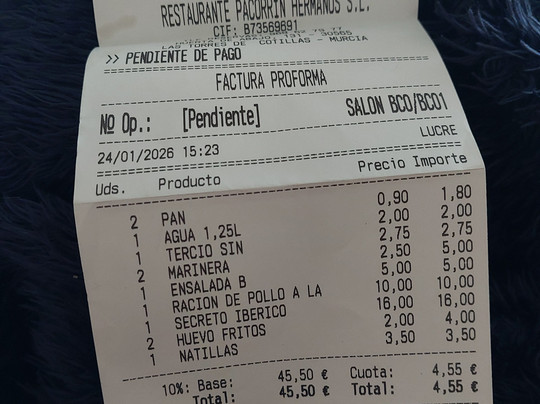 RESTAURANTE PACORRIN HERMANOS S.L.
CIF: B73569691
LAS TORRES DE COTILLAS - MURCIA
>> PENDIENTE DE PAGO
FACTURA PROFORMA
Nº Op.: [Pendiente] SALON BCO/BCO1
24/01/2026 15:23 LUCRE
Uds. Producto Precio Importe
2 PAN 0,90 1,80
1 AGUA 1,25L 2,00 2,00
1 TERCIO SIN 2,75 2,75
2 MARINERA 2,50 5,00
1 ENSALADA B 5,00 5,00
1 RACION DE POLLO A LA 10,00 10,00
1 SECRETO IBERICO 16,00 16,00
2 HUEVO FRITOS 2,00 4,00
1 NATILLAS 3,50 3,50
10%: Base: 45,50 € Cuota: 4,55 €
Total: 45,50 € Total: 4,55 €